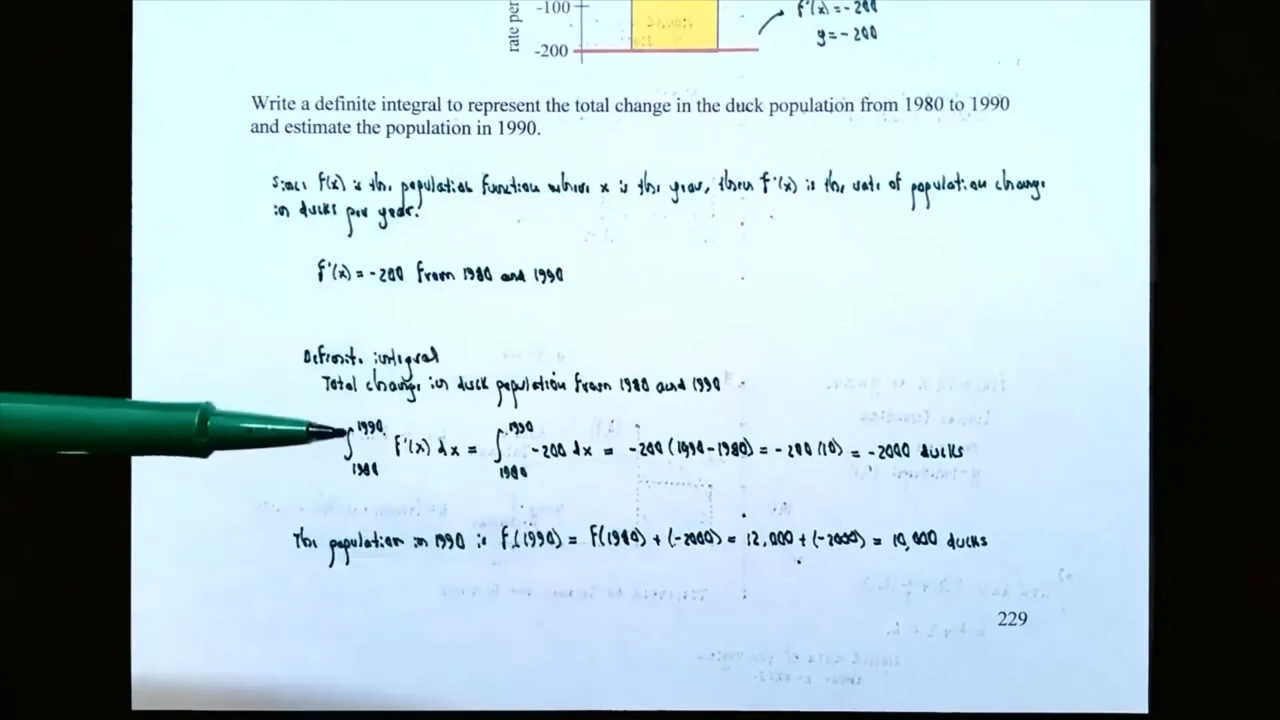 rate per
-100
-200
f'(x) = -200
y = -200
Write a definite integral to represent the total change in the duck population from 1980 to 1990
and estimate the population in 1990.
Since f(x) is the population function where x is the year, then f'(x) is the rate of population change
in ducks per year.
f'(x) = -200 from 1980 and 1990
Definite integral
Total change in duck population from 1980 and 1990
∫₁₉₈₀¹⁹⁹⁰ f'(x) dx = ∫₁₉₈₀¹⁹⁹⁰ -200 dx = -200 (1990-1980) = -200 (10) = -2000 ducks
The population in 1990 is f(1990) = f(1980) + (-2000) = 12,000 + (-2000) = 10,000 ducks
229